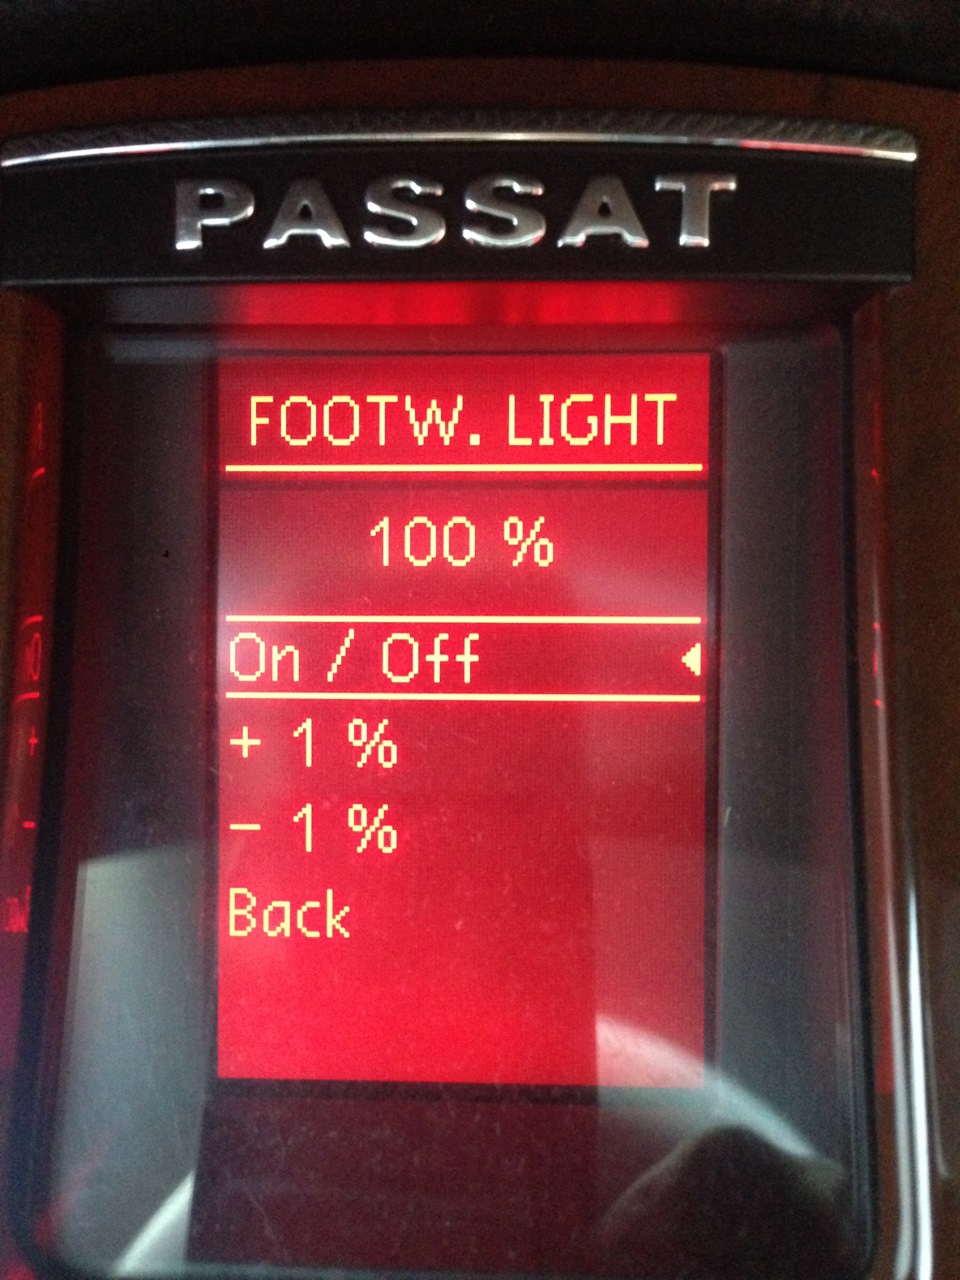 PASSAT
FOOTW. LIGHT
100 %
On / Off
+ 1 %
- 1 %
Back